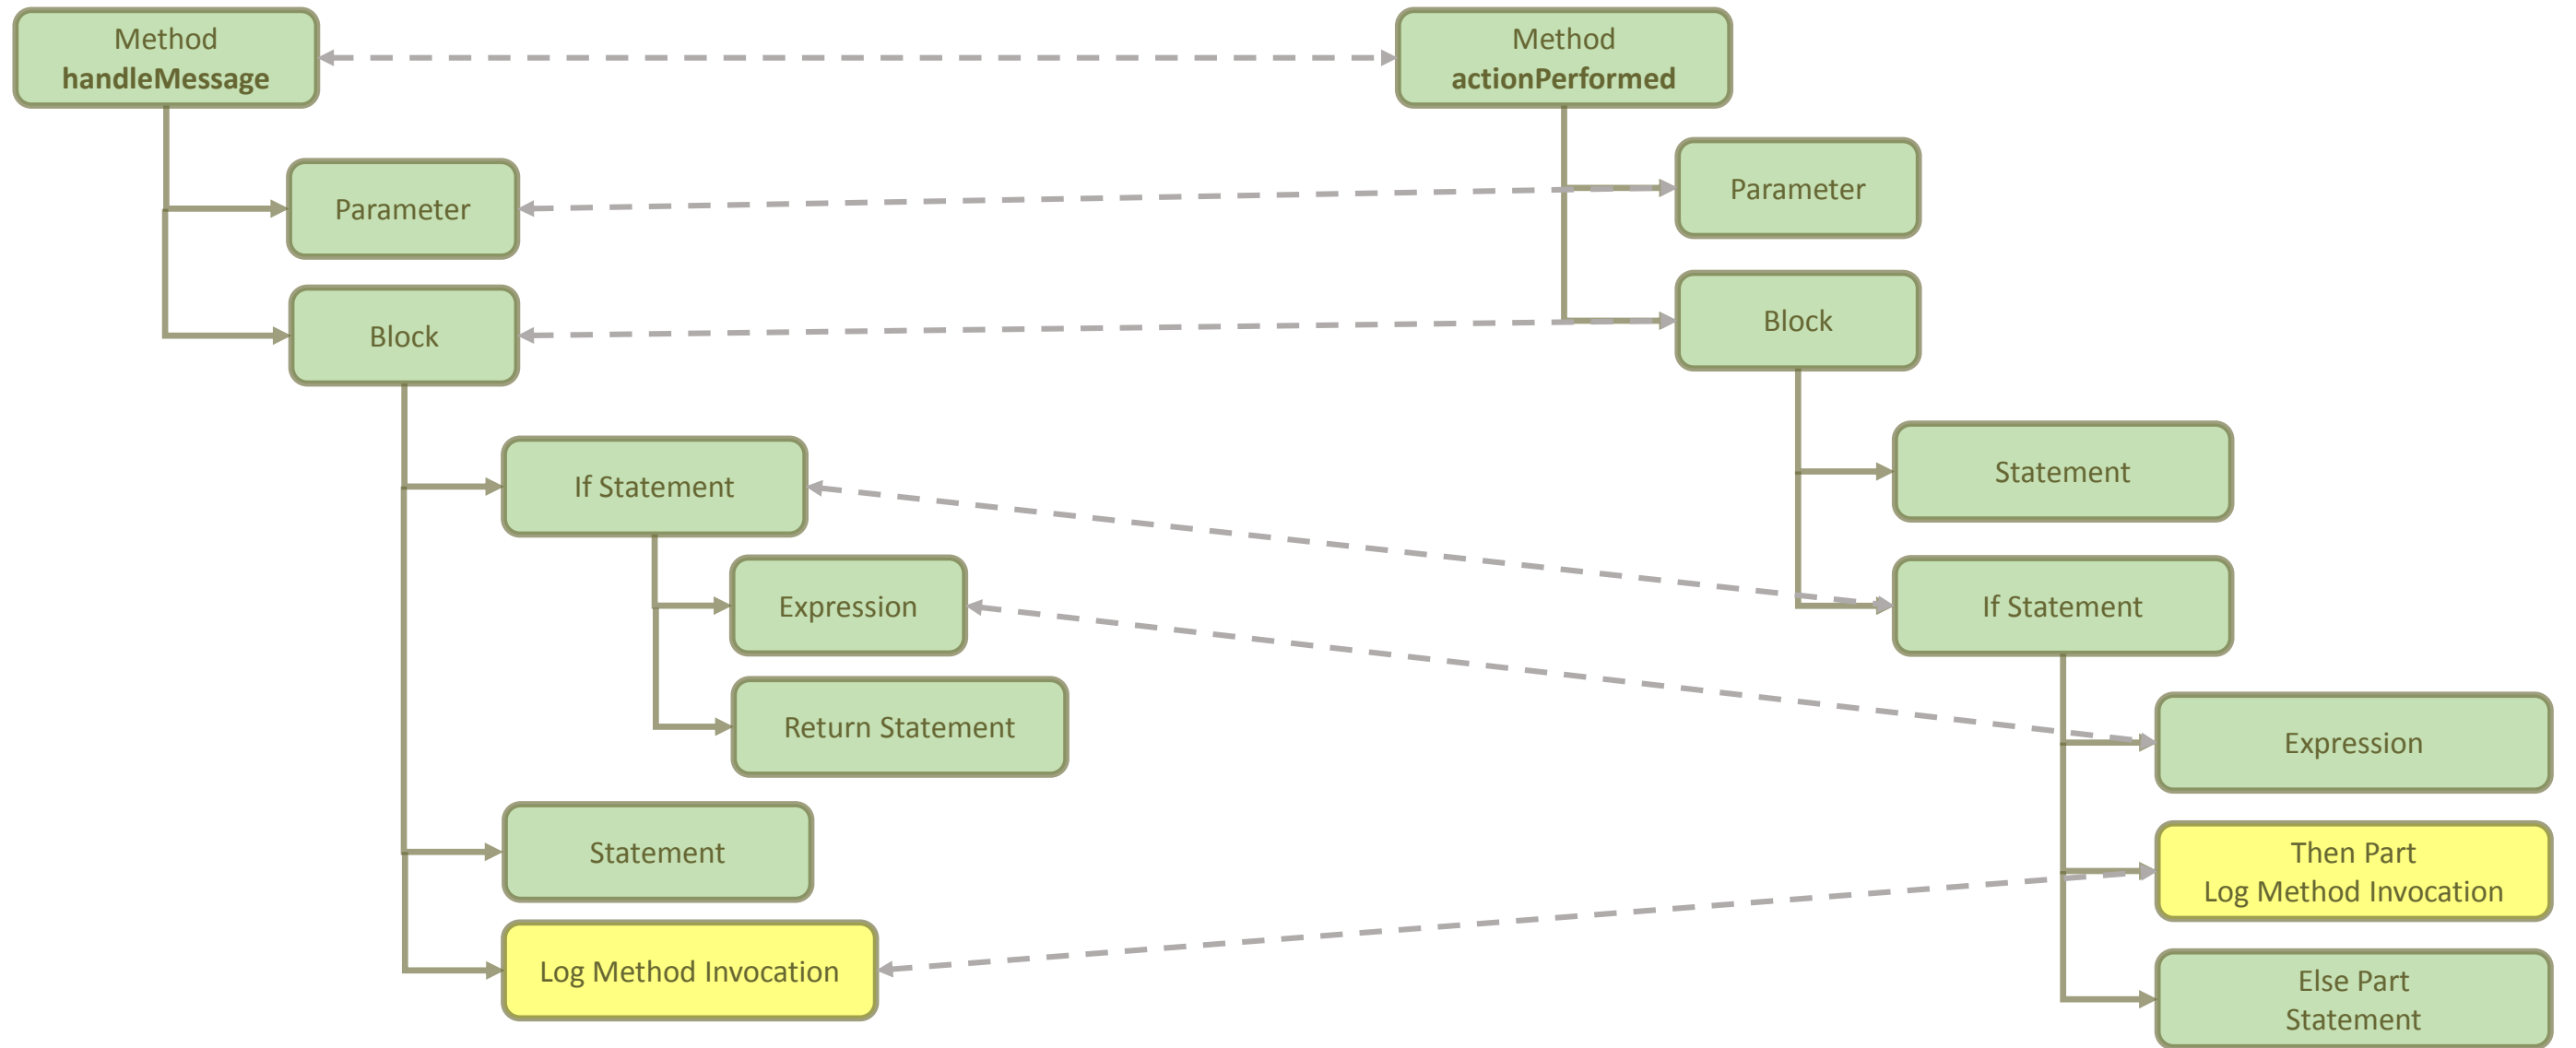 Method
handleMessage
Parameter
Block
If Statement
Expression
Return Statement
Statement
Log Method Invocation
Method
actionPerformed
Parameter
Block
Statement
If Statement
Expression
Then Part
Log Method Invocation
Else Part
Statement